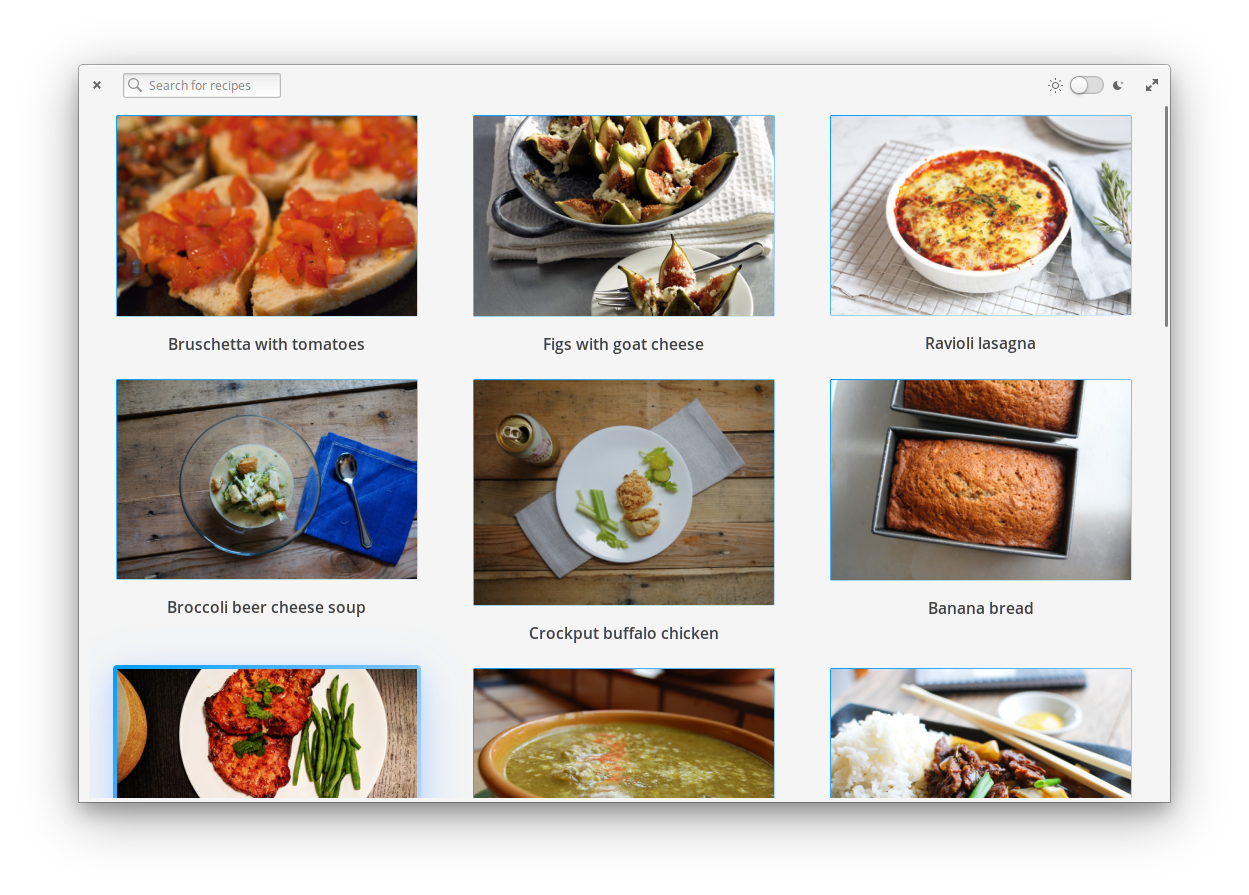 Search for recipes
Bruschetta with tomatoes
Figs with goat cheese
Ravioli lasagna
Broccoli beer cheese soup
Crockput buffalo chicken
Banana bread